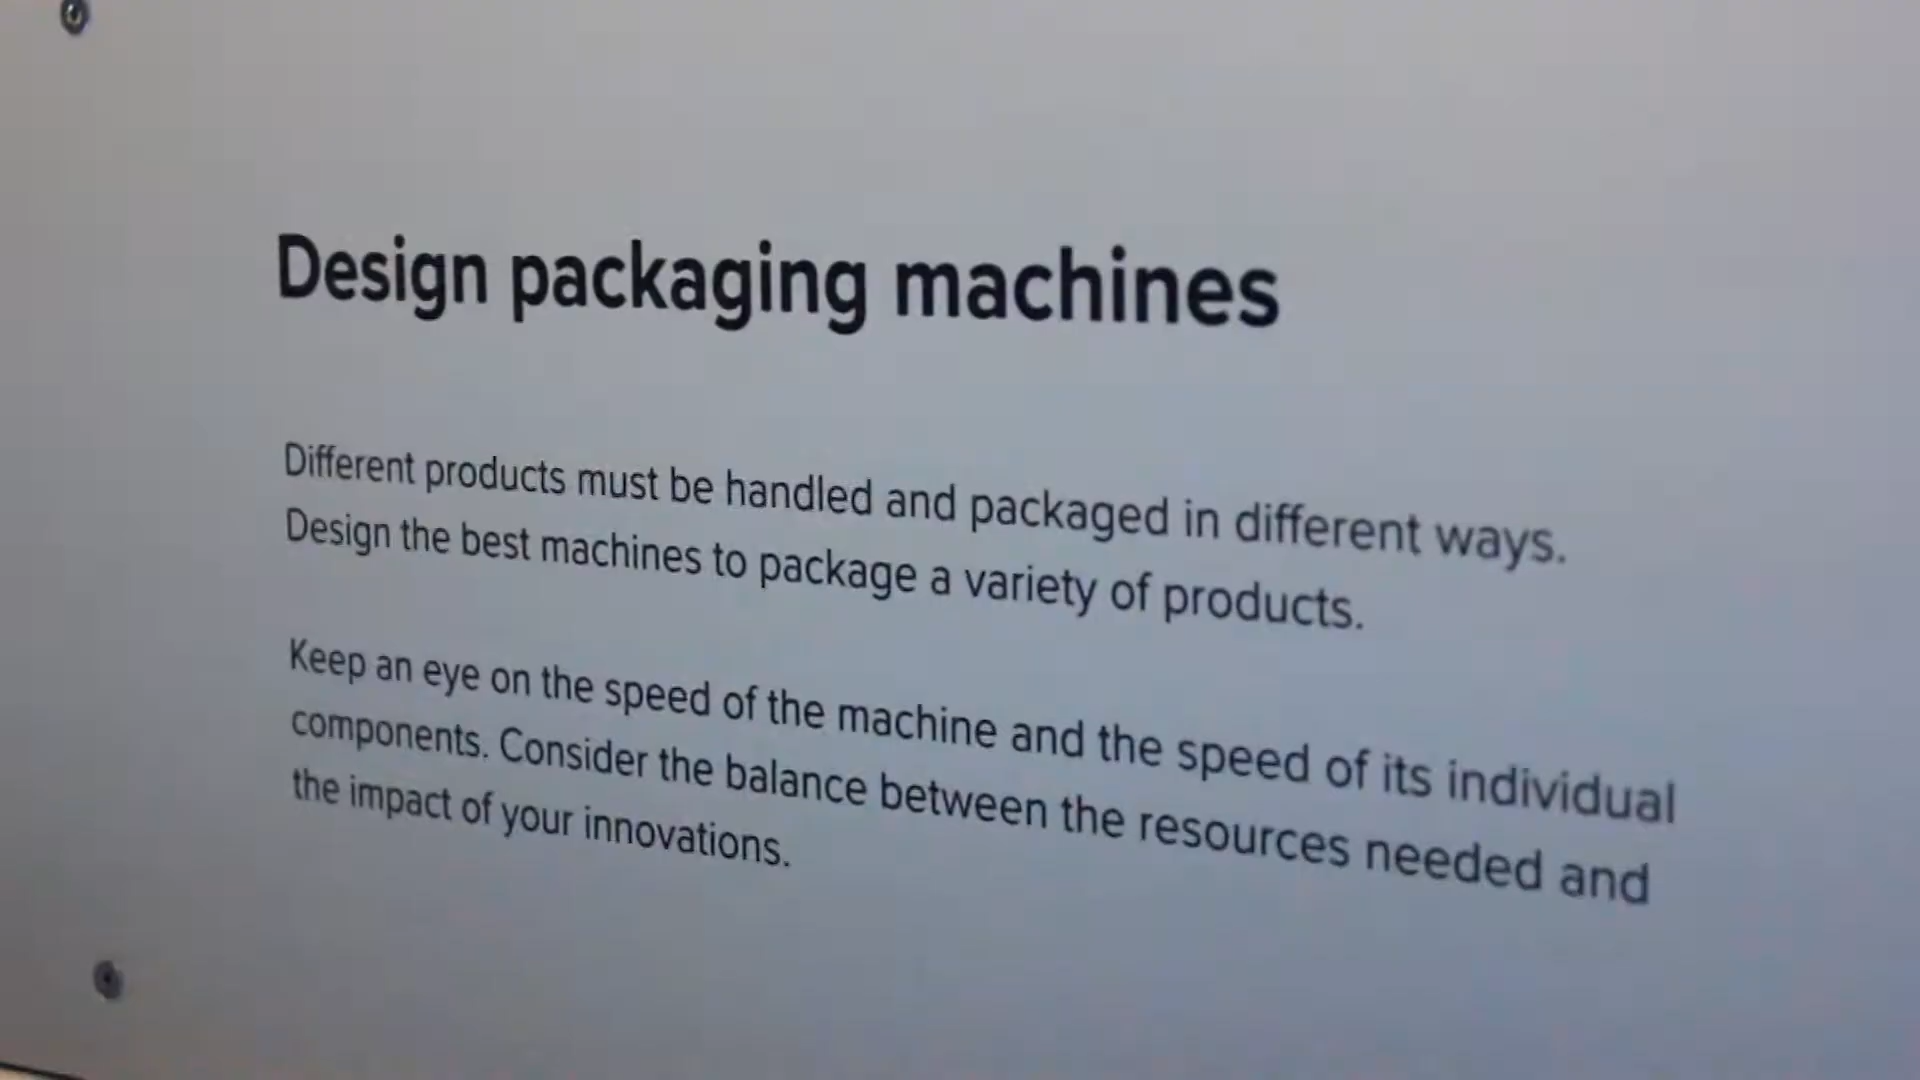 Design packaging machines
Different products must be handled and packaged in different ways.
Design the best machines to package a variety of products.
Keep an eye on the speed of the machine and the speed of its individual
components. Consider the balance between the resources needed and
the impact of your innovations.